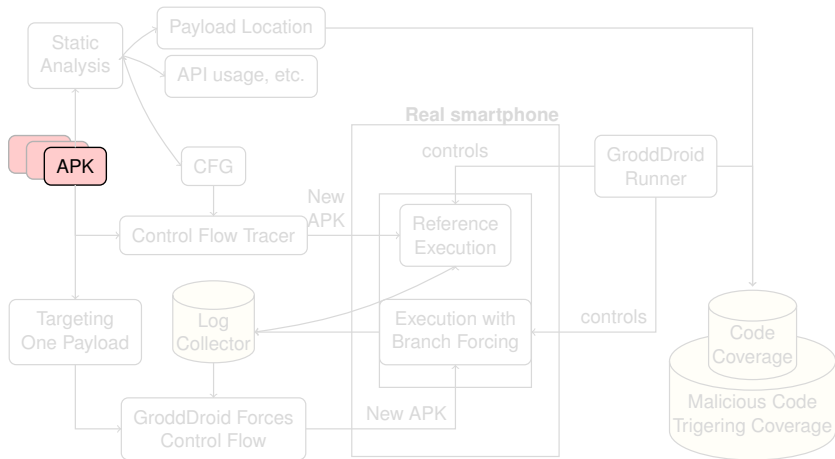 Payload Location
Static
Analysis
API usage, etc.
Real smartphone
APK
CFG
controls
GroddDroid
Runner
New
APK
Control Flow Tracer
Reference
Execution
Targeting
One Payload
Log
Collector
Execution with
Branch Forcing
controls
Code
Coverage
GroddDroid Forces
Control Flow
New APK
Malicious Code
Trigering Coverage